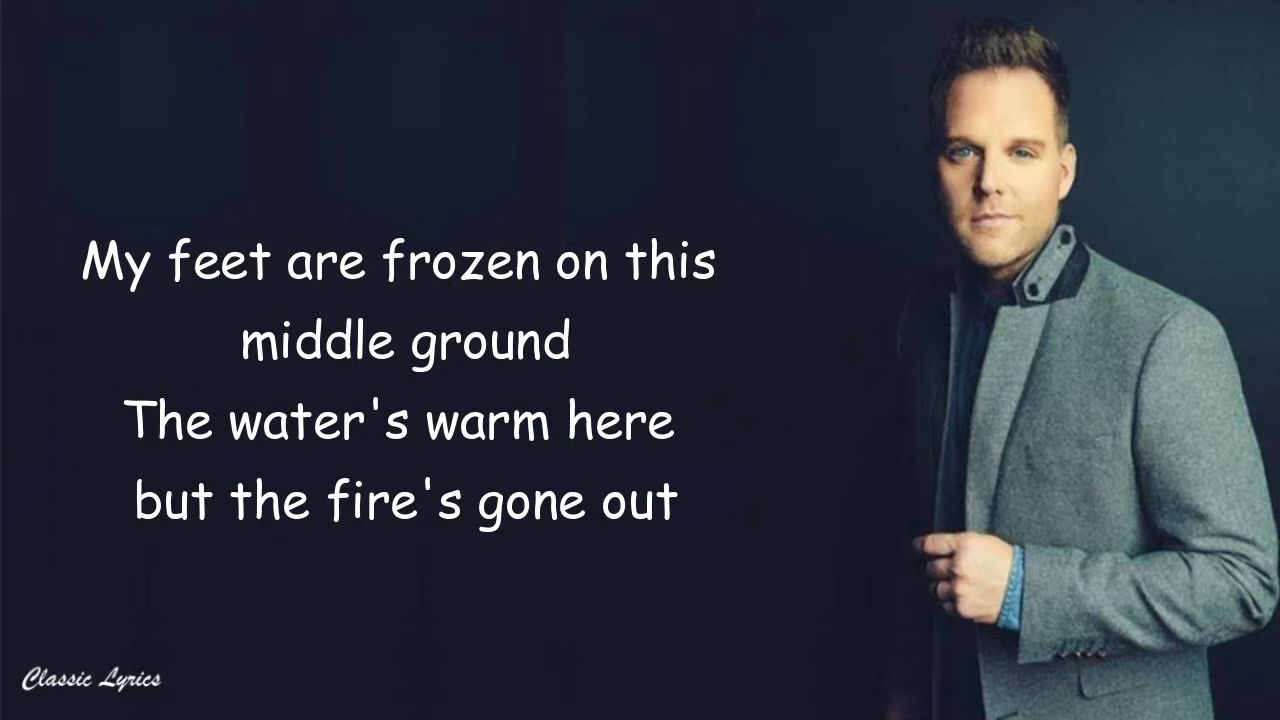 My feet are frozen on this
middle ground
The water's warm here
but the fire's gone out
Classic Lyrics